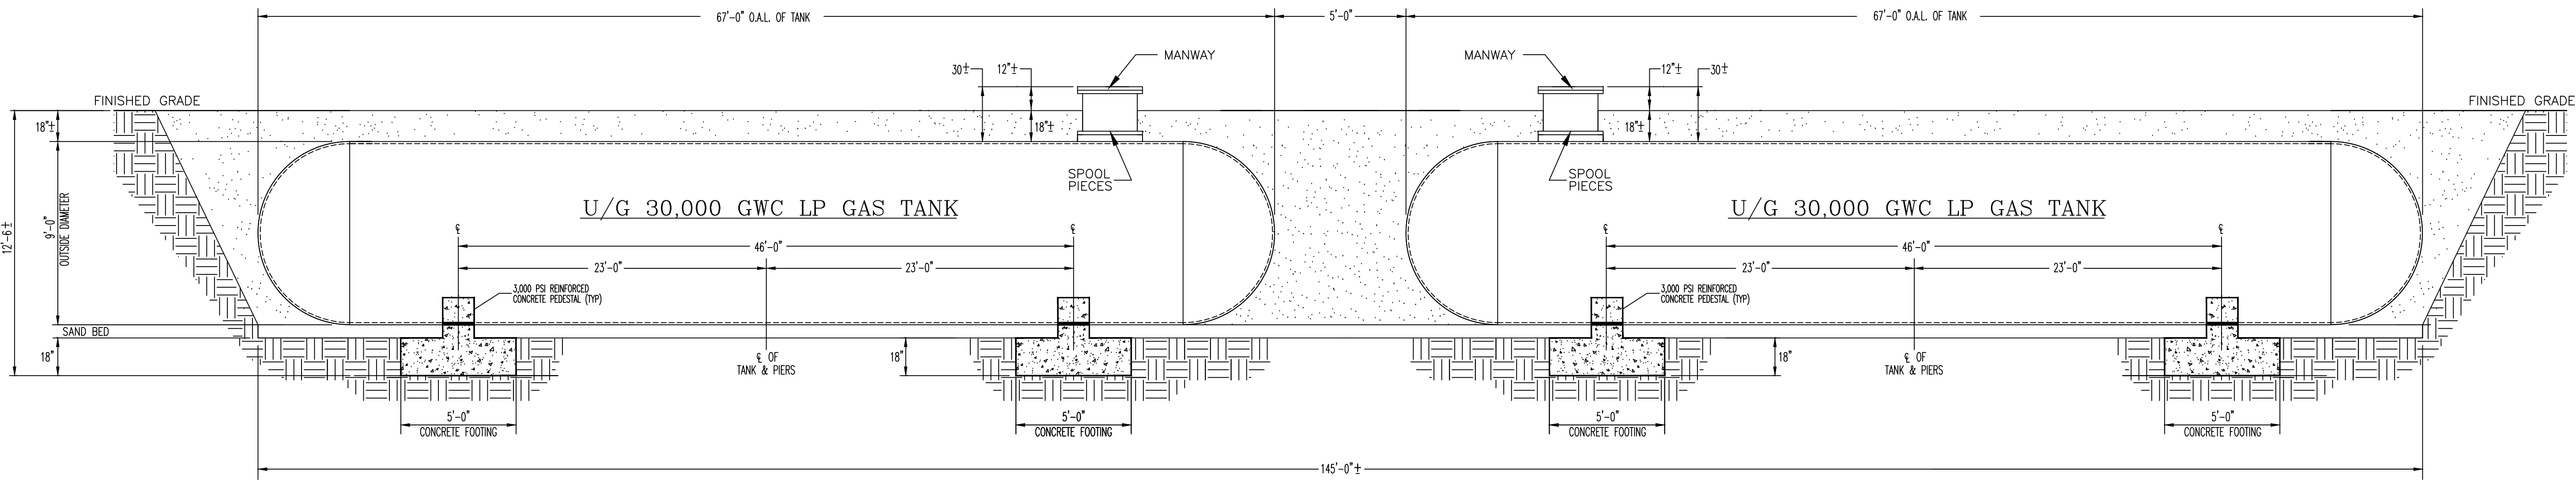 67'-0" O.A.L. OF TANK
5'-0"
67'-0" O.A.L. OF TANK
MANWAY
MANWAY
30±
12"±
12"±
30±
FINISHED GRADE
FINISHED GRADE
18"±
18"±
18"±
SPOOL
PIECES
SPOOL
PIECES
U/G 30,000 GWC LP GAS TANK
U/G 30,000 GWC LP GAS TANK
12'-6±
9'-0"
OUTSIDE DIAMETER
℄
℄
℄
℄
46'-0"
46'-0"
23'-0"
23'-0"
23'-0"
23'-0"
3,000 PSI REINFORCED
CONCRETE PEDESTAL (TYP)
3,000 PSI REINFORCED
CONCRETE PEDESTAL (TYP)
SAND BED
18"
18"
18"
℄ OF
TANK & PIERS
℄ OF
TANK & PIERS
5'-0"
CONCRETE FOOTING
5'-0"
CONCRETE FOOTING
5'-0"
CONCRETE FOOTING
5'-0"
CONCRETE FOOTING
145'-0"±